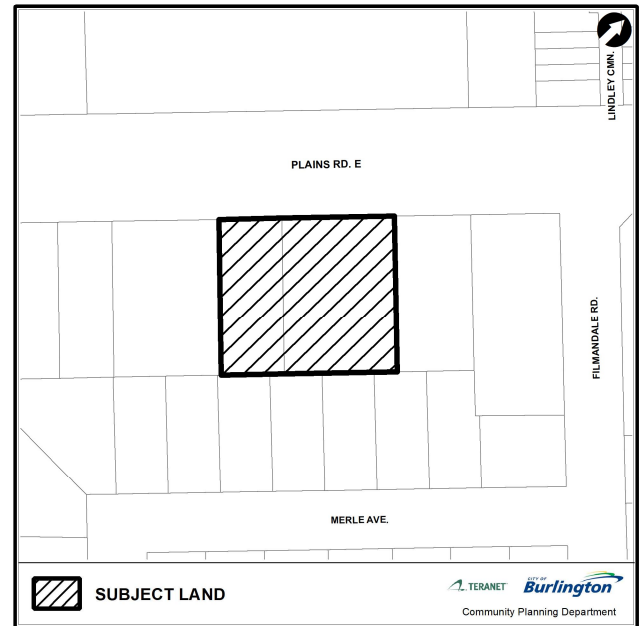 LINDLEY CMN.
PLAINS RD. E
FILMANDALE RD.
MERLE AVE.
SUBJECT LAND
TERANET
CITY OF
Burlington
Community Planning Department